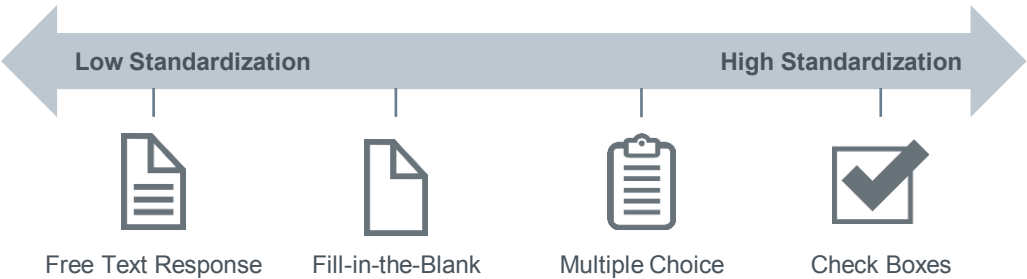 Low Standardization
High Standardization
Free Text Response
Fill-in-the-Blank
Multiple Choice
Check Boxes